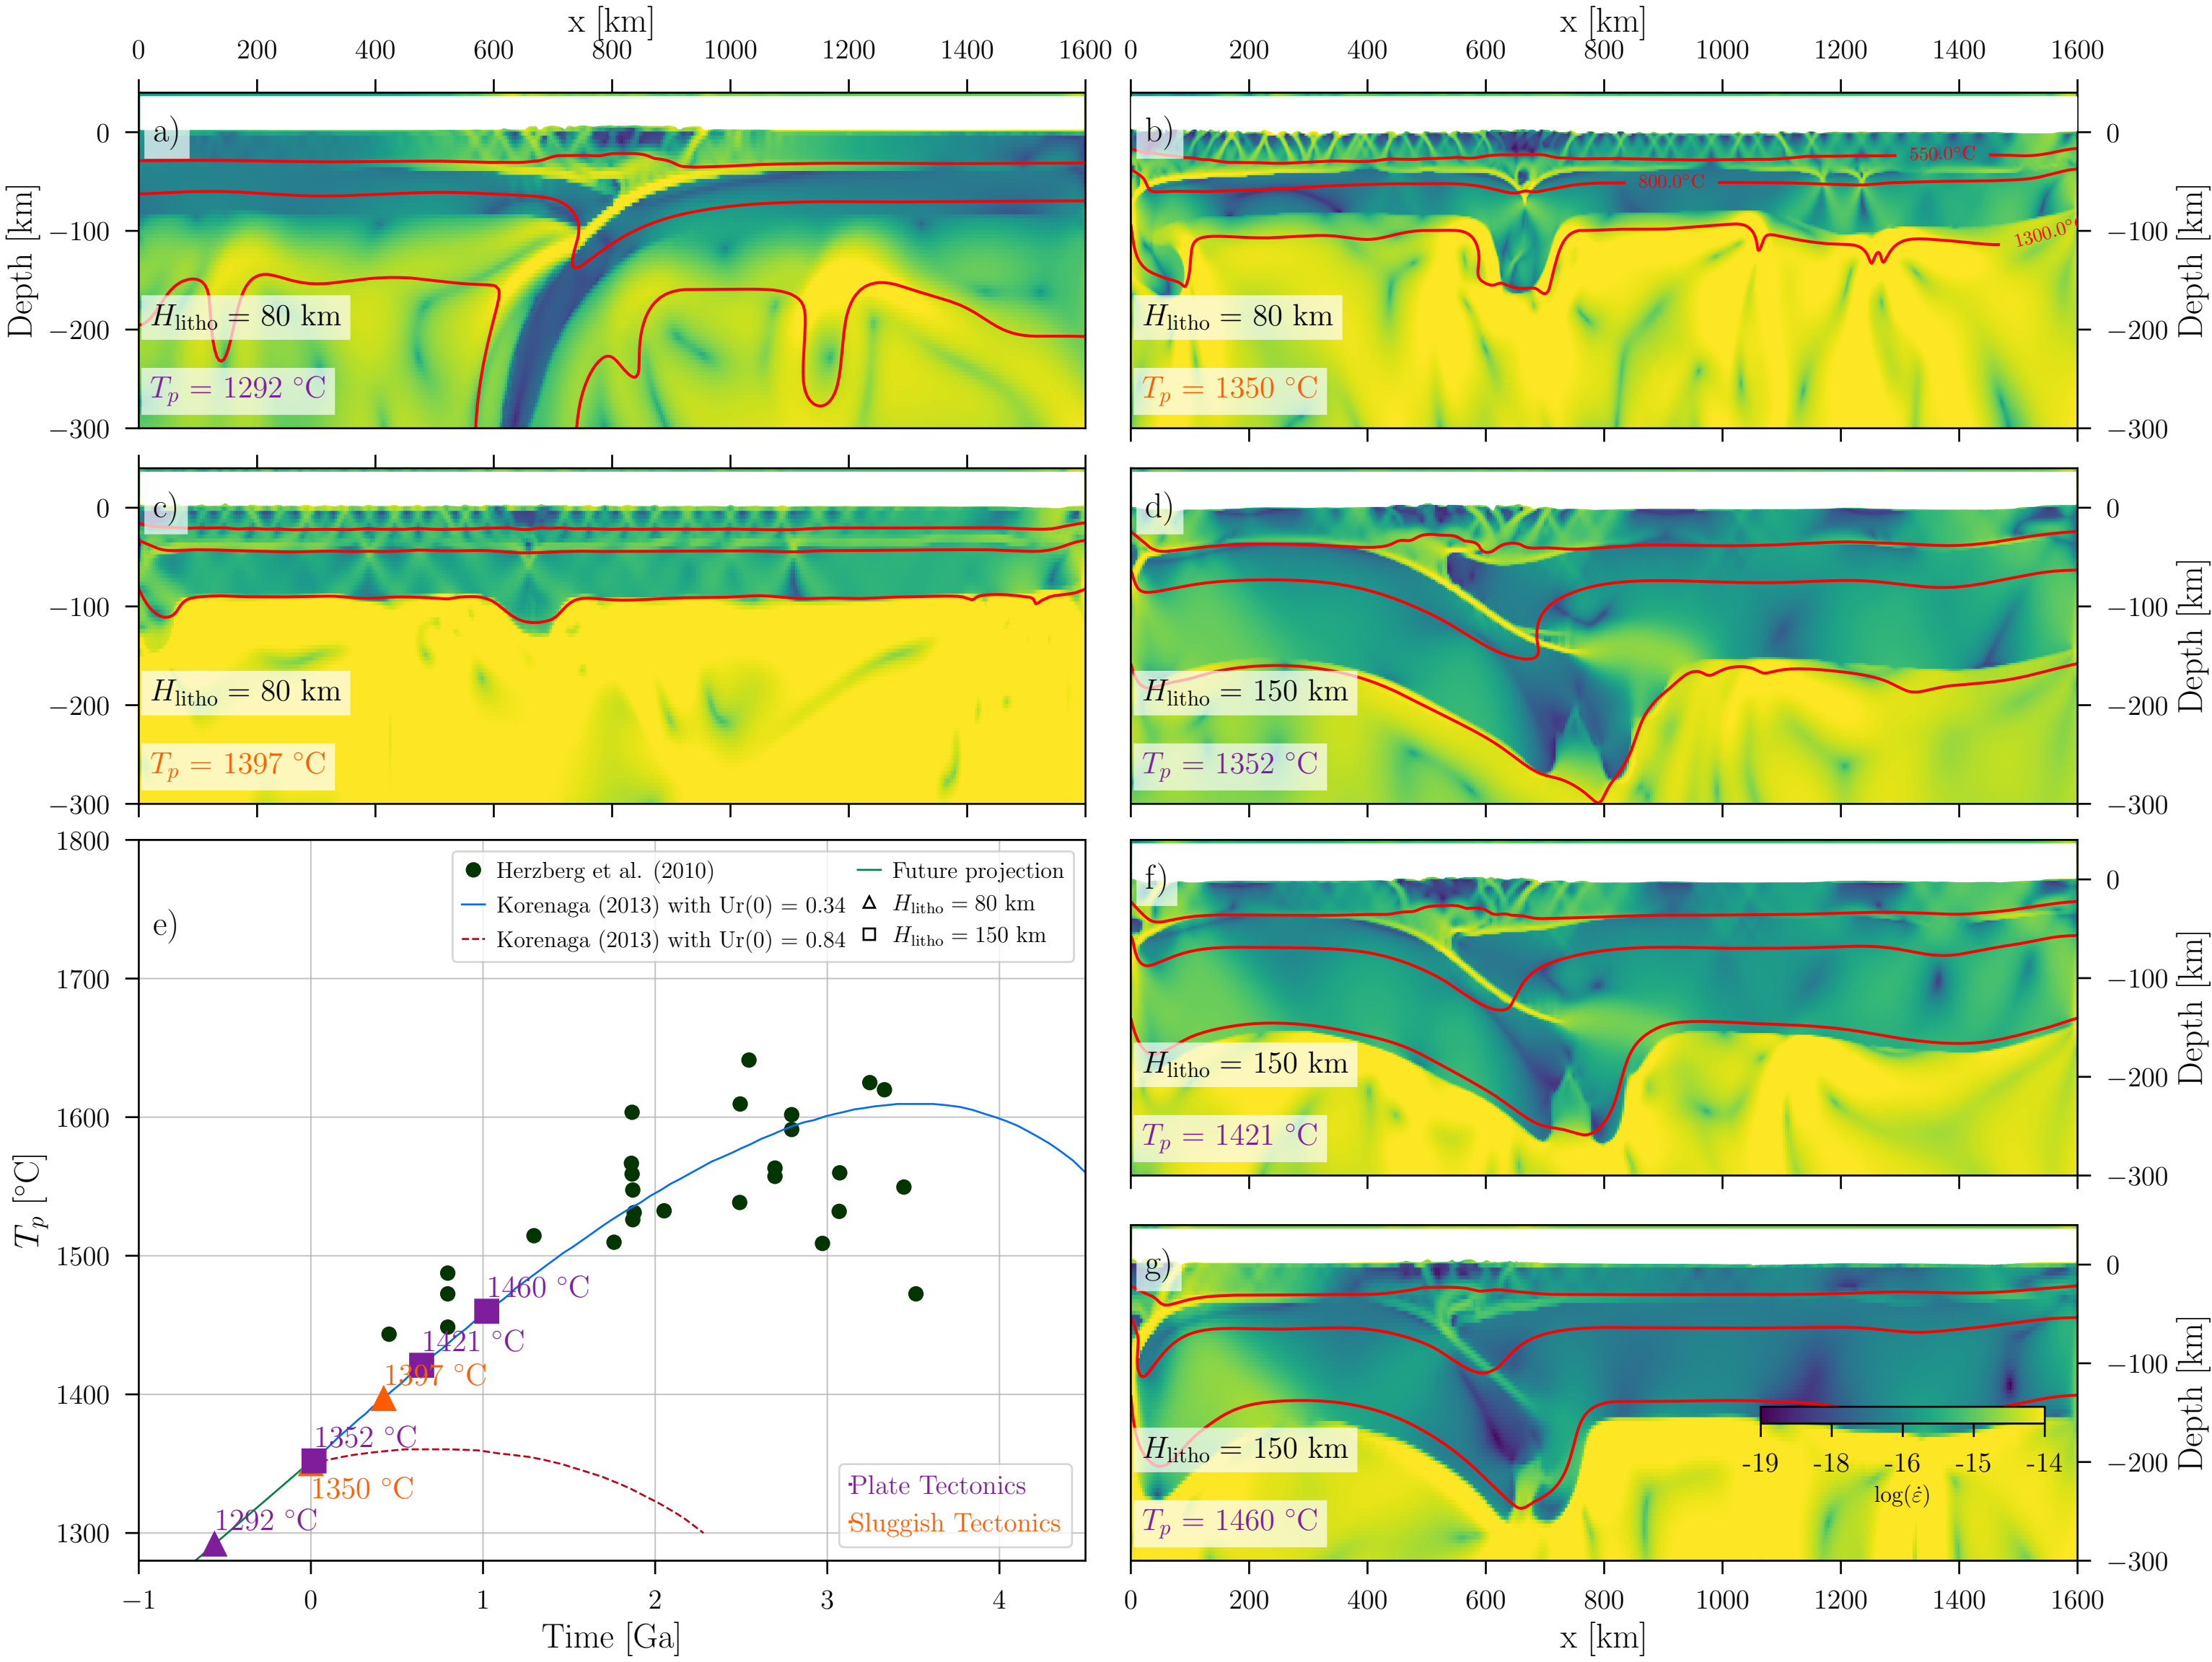 x [km]
x [km]
0 200 400 600 800 1000 1200 1400 1600
0 200 400 600 800 1000 1200 1400 1600
a)
0
−100
−200
−300
Depth [km]
H_litho = 80 km
T_p = 1292 °C
b)
550.0°C
800.0°C
1300.0°
H_litho = 80 km
T_p = 1350 °C
0
−100
−200
−300
Depth [km]
c)
0
−100
−200
−300
H_litho = 80 km
T_p = 1397 °C
d)
H_litho = 150 km
T_p = 1352 °C
0
−100
−200
−300
Depth [km]
e)
1800
1700
1600
1500
1400
1300
T_p [°C]
Herzberg et al. (2010)
Korenaga (2013) with Ur(0) = 0.34
Korenaga (2013) with Ur(0) = 0.84
Future projection
H_litho = 80 km
H_litho = 150 km
1460 °C
1421 °C
1397 °C
1352 °C
1350 °C
1292 °C
Plate Tectonics
Sluggish Tectonics
−1 0 1 2 3 4
Time [Ga]
f)
H_litho = 150 km
T_p = 1421 °C
0
−100
−200
−300
Depth [km]
g)
H_litho = 150 km
T_p = 1460 °C
-19 -18 -16 -15 -14
log(ε̇)
0
−100
−200
−300
Depth [km]
0 200 400 600 800 1000 1200 1400 1600
x [km]